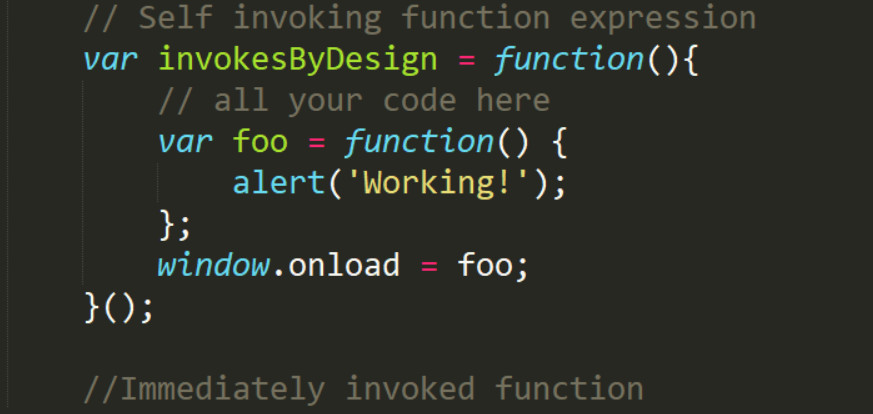 // Self invoking function expression
var invokesByDesign = function(){
    // all your code here
    var foo = function() {
        alert('Working!');
    };
    window.onload = foo;
}();
//Immediately invoked function